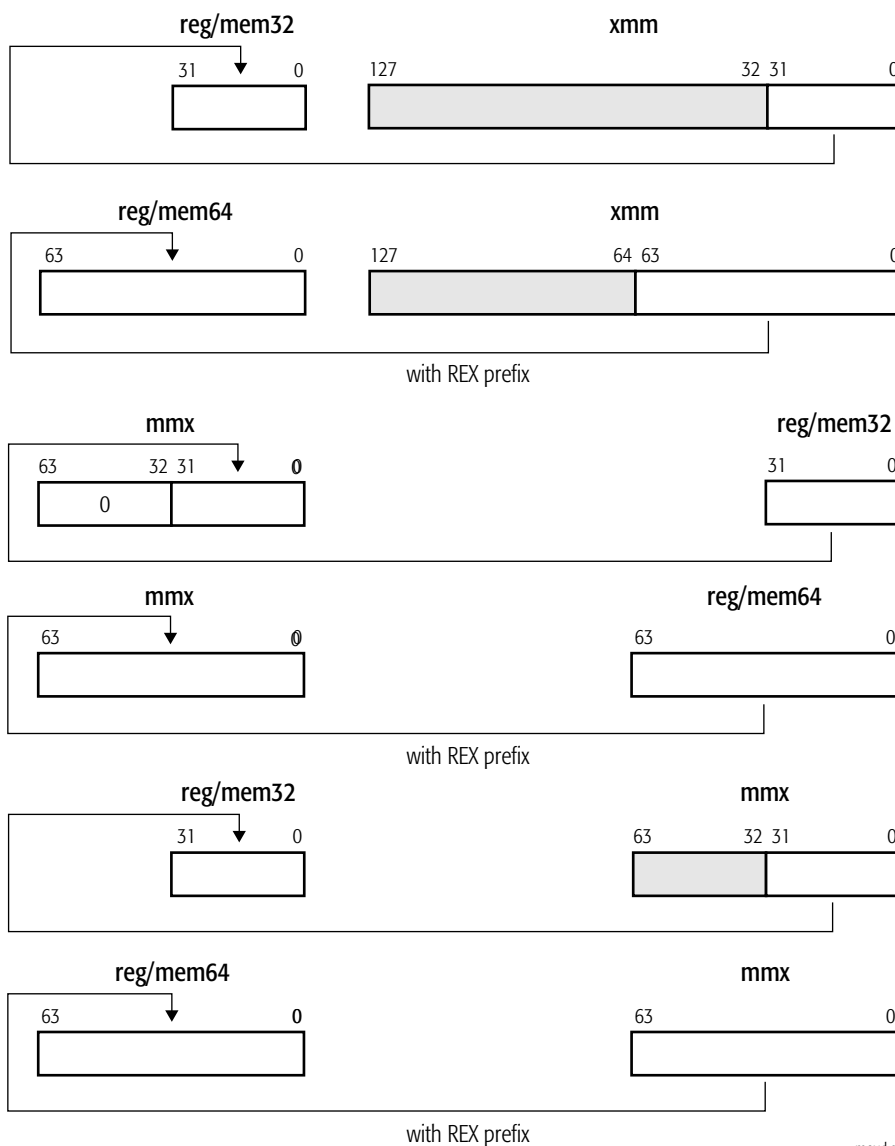 reg/mem32 xmm
31 0 127 32 31 0
reg/mem64 xmm
63 0 127 64 63 0
with REX prefix
mmx reg/mem32
63 32 31 0 31 0
0
mmx reg/mem64
63 0 63 0
with REX prefix
reg/mem32 mmx
31 0 63 32 31 0
reg/mem64 mmx
63 0 63 0
with REX prefix